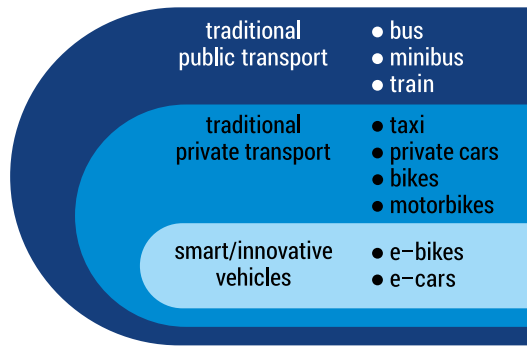 traditional
public transport
● bus
● minibus
● train
traditional
private transport
● taxi
● private cars
● bikes
● motorbikes
smart/innovative
vehicles
● e–bikes
● e–cars